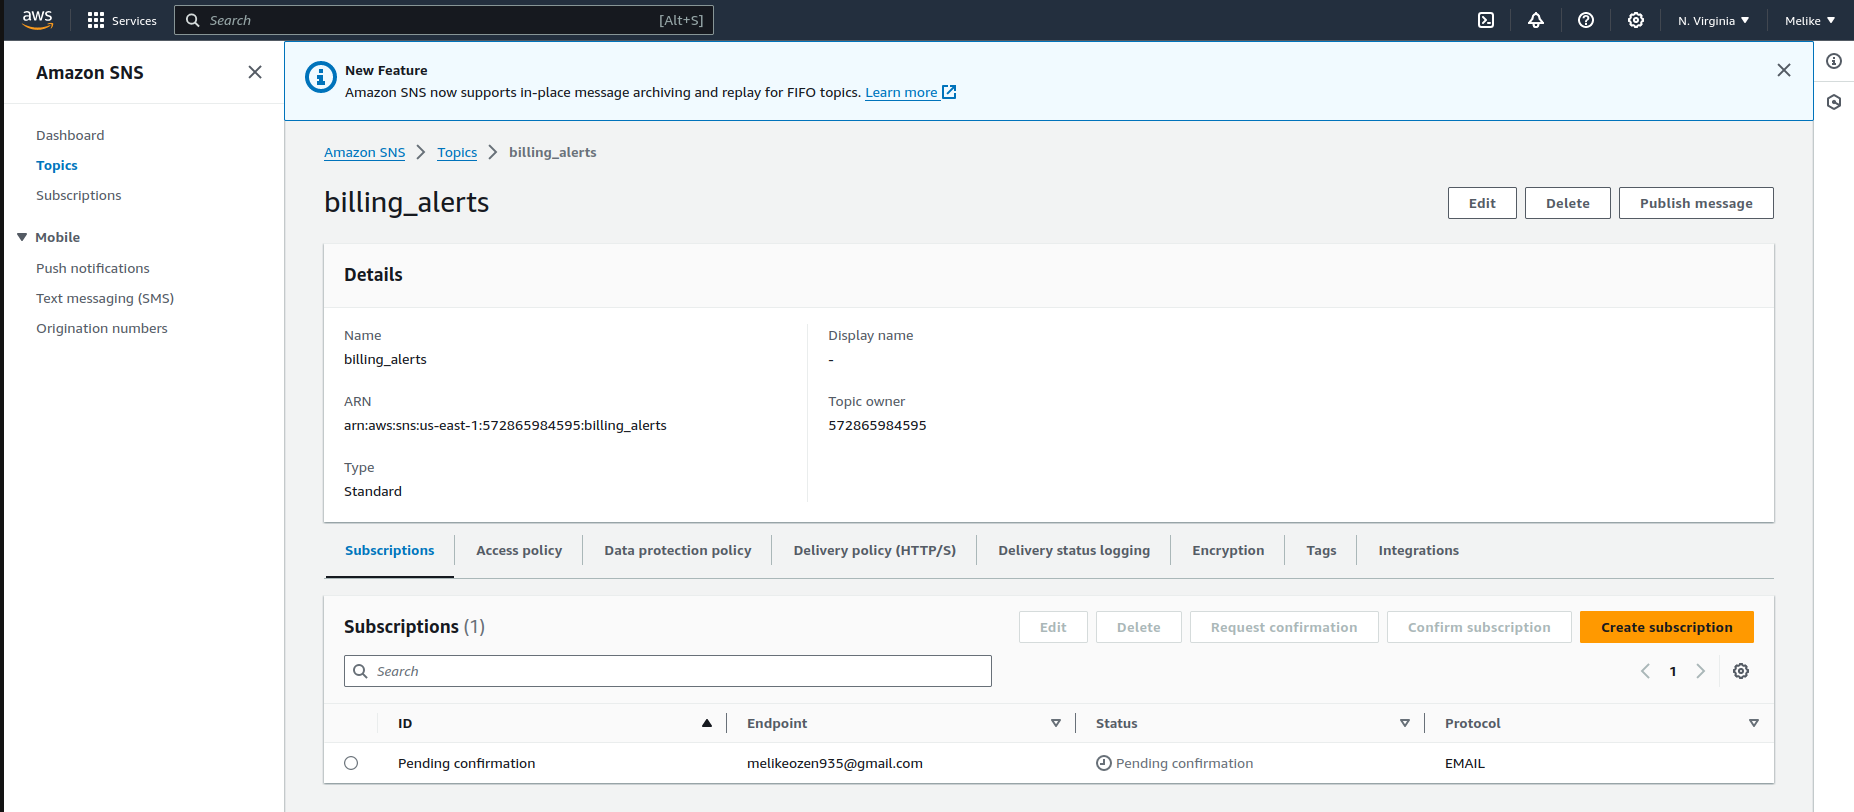 aws
Services
Search
[Alt+S]
N. Virginia
Melike
Amazon SNS
Dashboard
Topics
Subscriptions
Mobile
Push notifications
Text messaging (SMS)
Origination numbers
New Feature
Amazon SNS now supports in-place message archiving and replay for FIFO topics. Learn more
Amazon SNS > Topics > billing_alerts
billing_alerts
Edit
Delete
Publish message
Details
Name
billing_alerts
ARN
arn:aws:sns:us-east-1:572865984595:billing_alerts
Type
Standard
Display name
-
Topic owner
572865984595
Subscriptions
Access policy
Data protection policy
Delivery policy (HTTP/S)
Delivery status logging
Encryption
Tags
Integrations
Subscriptions (1)
Edit
Delete
Request confirmation
Confirm subscription
Create subscription
Search
1
ID
Endpoint
Status
Protocol
Pending confirmation
melikeozen935@gmail.com
Pending confirmation
EMAIL